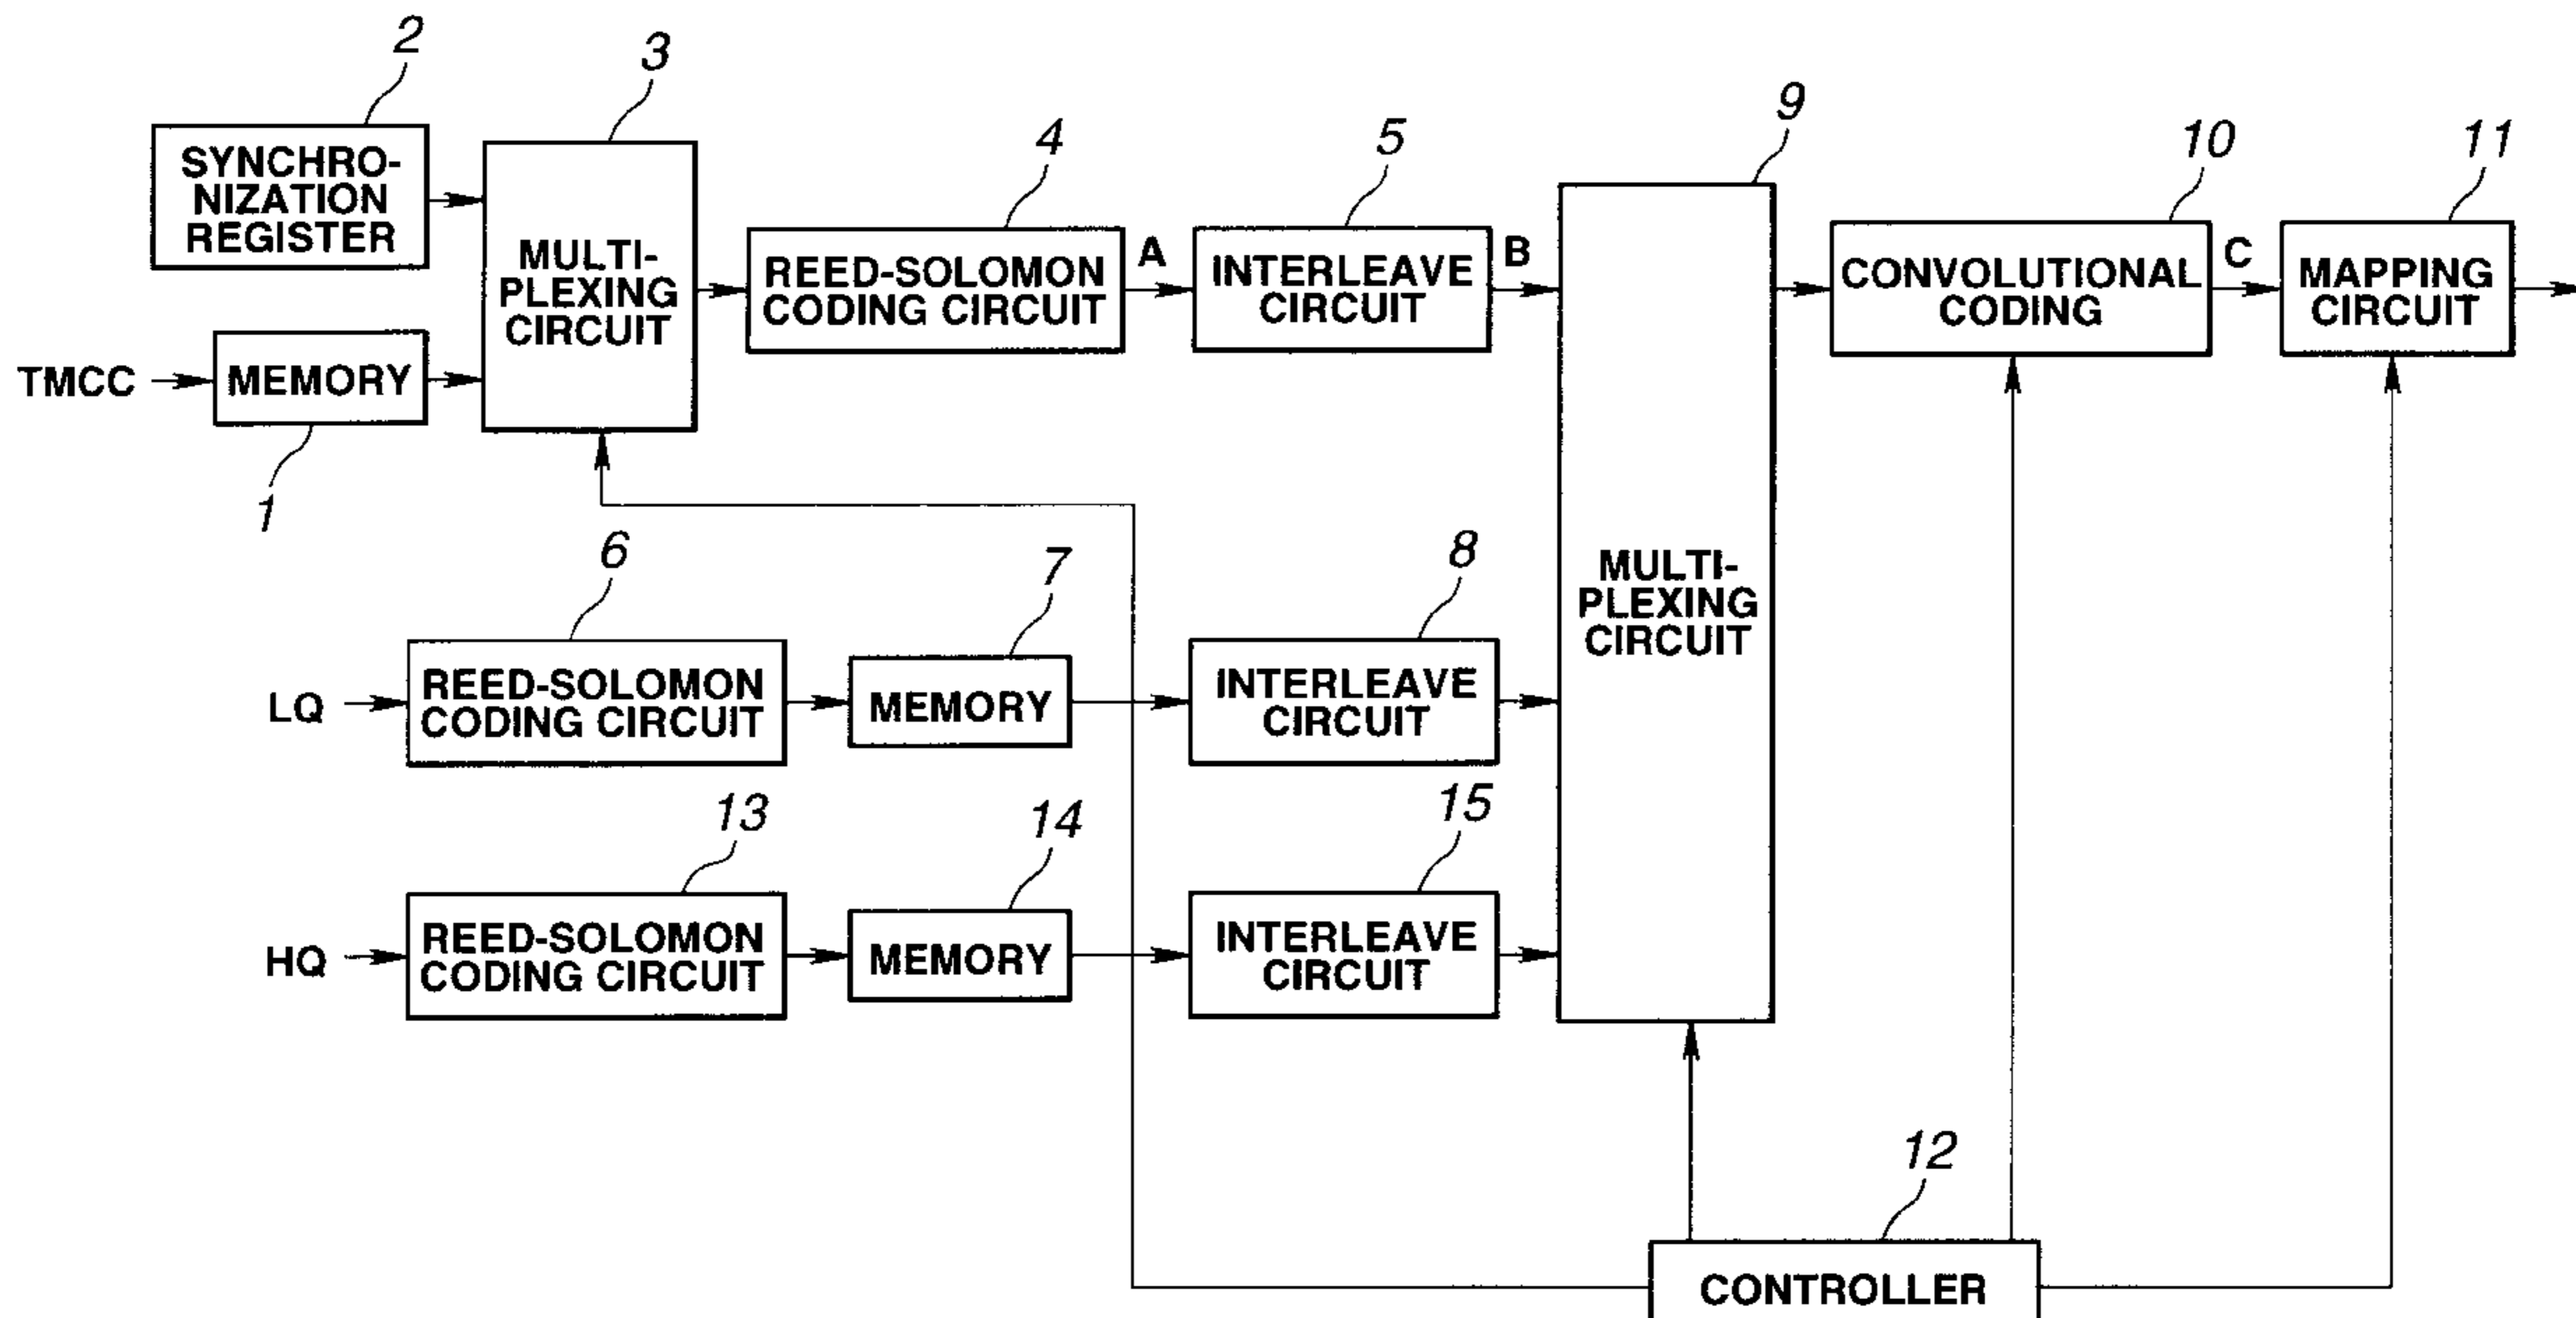 2
3
SYNCHRO-
NIZATION
REGISTER
MULTI-
PLEXING
CIRCUIT
4
REED-SOLOMON
CODING CIRCUIT
A
5
INTERLEAVE
CIRCUIT
B
9
10
CONVOLUTIONAL
CODING
C
11
MAPPING
CIRCUIT
TMCC
MEMORY
1
6
7
8
MULTI-
PLEXING
CIRCUIT
LQ
REED-SOLOMON
CODING CIRCUIT
MEMORY
INTERLEAVE
CIRCUIT
13
14
15
HQ
REED-SOLOMON
CODING CIRCUIT
MEMORY
INTERLEAVE
CIRCUIT
12
CONTROLLER